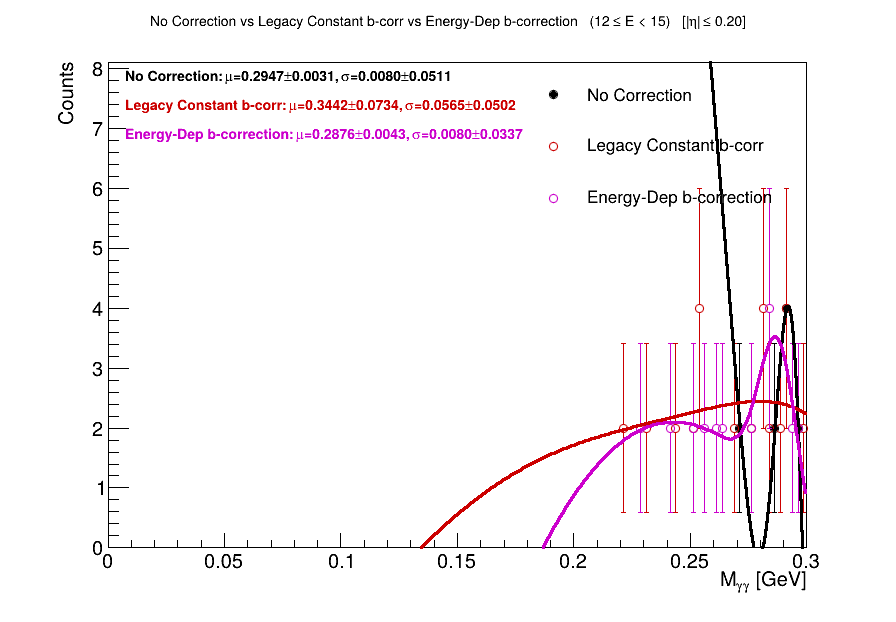 No Correction vs Legacy Constant b-corr vs Energy-Dep b-correction (12 ≤ E < 15) [|η| ≤ 0.20]
No Correction: μ=0.2947±0.0031, σ=0.0080±0.0511
Legacy Constant b-corr: μ=0.3442±0.0734, σ=0.0565±0.0502
Energy-Dep b-correction: μ=0.2876±0.0043, σ=0.0080±0.0337
No Correction
Legacy Constant b-corr
Energy-Dep b-correction
Counts
8
7
6
5
4
3
2
1
0
0 0.05 0.1 0.15 0.2 0.25 0.3
Mγγ [GeV]